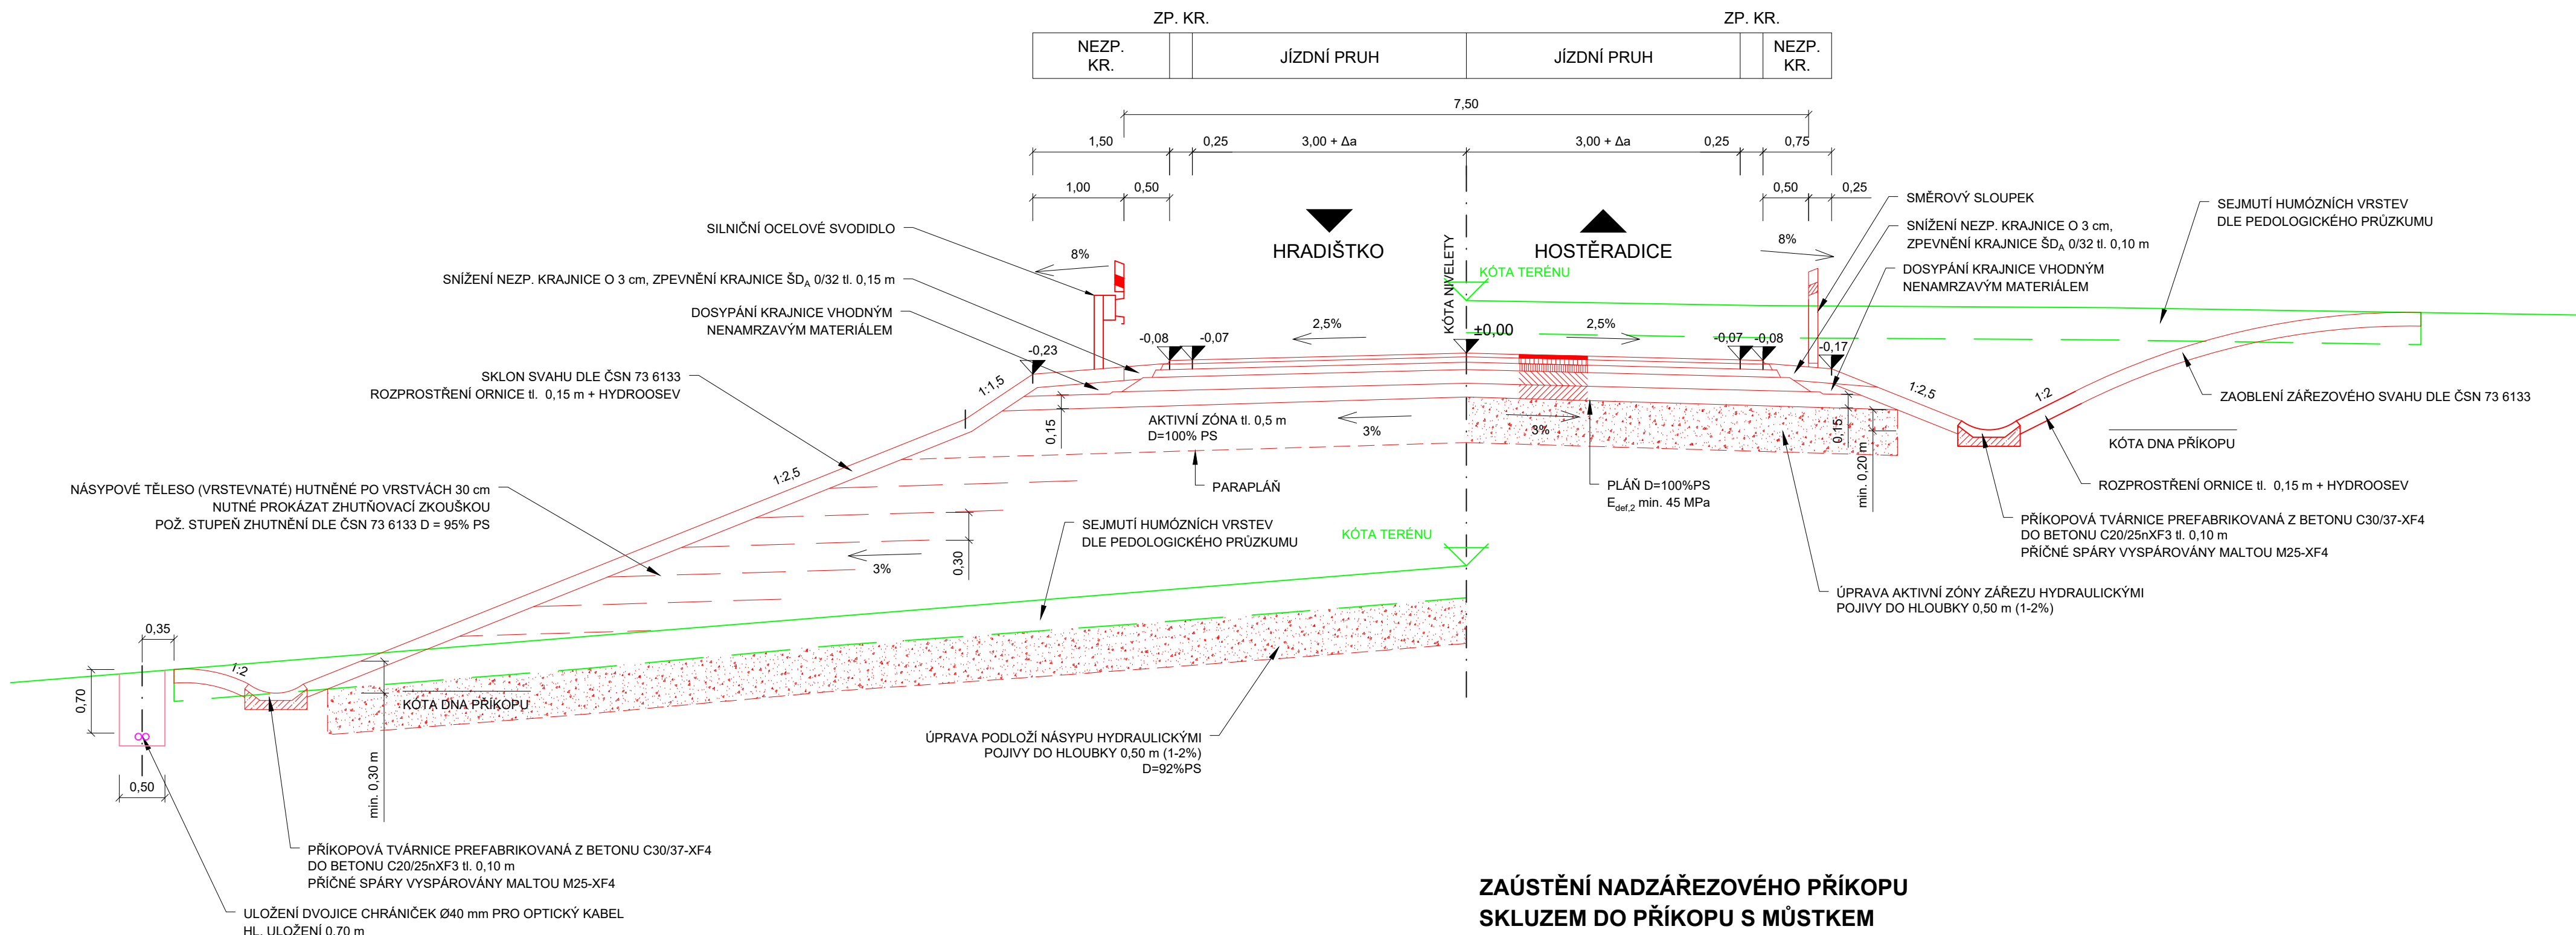 ZP. KR.
ZP. KR.
NEZP.
KR.
JÍZDNÍ PRUH
JÍZDNÍ PRUH
NEZP.
KR.
7,50
1,50
0,25
3,00 + Δa
3,00 + Δa
0,25
0,75
1,00
0,50
0,50
0,25
SILNIČNÍ OCELOVÉ SVODIDLO
8%
HRADIŠTKO
KÓTA NIVELETY
HOSTĚRADICE
8%
SMĚROVÝ SLOUPEK
SNÍŽENÍ NEZP. KRAJNICE O 3 cm,
ZPEVNĚNÍ KRAJNICE ŠDA 0/32 tl. 0,10 m
SEJMUTÍ HUMÓZNÍCH VRSTEV
DLE PEDOLOGICKÉHO PRŮZKUMU
SNÍŽENÍ NEZP. KRAJNICE O 3 cm, ZPEVNĚNÍ KRAJNICE ŠDA 0/32 tl. 0,15 m
KÓTA TERÉNU
DOSYPÁNÍ KRAJNICE VHODNÝM
NENAMRZAVÝM MATERIÁLEM
DOSYPÁNÍ KRAJNICE VHODNÝM
NENAMRZAVÝM MATERIÁLEM
-0,23
-0,08
-0,07
2,5%
±0,00
2,5%
-0,07
-0,08
-0,17
SKLON SVAHU DLE ČSN 73 6133
ROZPROSTŘENÍ ORNICE tl. 0,15 m + HYDROOSEV
1:1,5
1:2,5
1:2
ZAOBLENÍ ZÁŘEZOVÉHO SVAHU DLE ČSN 73 6133
0,15
AKTIVNÍ ZÓNA tl. 0,5 m
D=100% PS
3%
3%
0,15
KÓTA DNA PŘÍKOPU
1:2,5
NÁSYPOVÉ TĚLESO (VRSTEVNATÉ) HUTNĚNÉ PO VRSTVÁCH 30 cm
NUTNÉ PROKÁZAT ZHUTŇOVACÍ ZKOUŠKOU
POŽ. STUPEŇ ZHUTNĚNÍ DLE ČSN 73 6133 D = 95% PS
PARAPLÁŇ
PLÁŇ D=100%PS
Edef,2 min. 45 MPa
min. 0,20 m
ROZPROSTŘENÍ ORNICE tl. 0,15 m + HYDROOSEV
SEJMUTÍ HUMÓZNÍCH VRSTEV
DLE PEDOLOGICKÉHO PRŮZKUMU
KÓTA TERÉNU
PŘÍKOPOVÁ TVÁRNICE PREFABRIKOVANÁ Z BETONU C30/37-XF4
DO BETONU C20/25nXF3 tl. 0,10 m
PŘÍČNÉ SPÁRY VYSPÁROVÁNY MALTOU M25-XF4
3%
0,30
ÚPRAVA AKTIVNÍ ZÓNY ZÁŘEZU HYDRAULICKÝMI
POJIVY DO HLOUBKY 0,50 m (1-2%)
0,35
1:2
0,70
KÓTA DNA PŘÍKOPU
min. 0,30 m
0,50
ÚPRAVA PODLOŽÍ NÁSYPU HYDRAULICKÝMI
POJIVY DO HLOUBKY 0,50 m (1-2%)
D=92%PS
PŘÍKOPOVÁ TVÁRNICE PREFABRIKOVANÁ Z BETONU C30/37-XF4
DO BETONU C20/25nXF3 tl. 0,10 m
PŘÍČNÉ SPÁRY VYSPÁROVÁNY MALTOU M25-XF4
ULOŽENÍ DVOJICE CHRÁNIČEK Ø40 mm PRO OPTICKÝ KABEL
HL. ULOŽENÍ 0,70 m
ZAÚSTĚNÍ NADZÁŘEZOVÉHO PŘÍKOPU
SKLUZEM DO PŘÍKOPU S MŮSTKEM